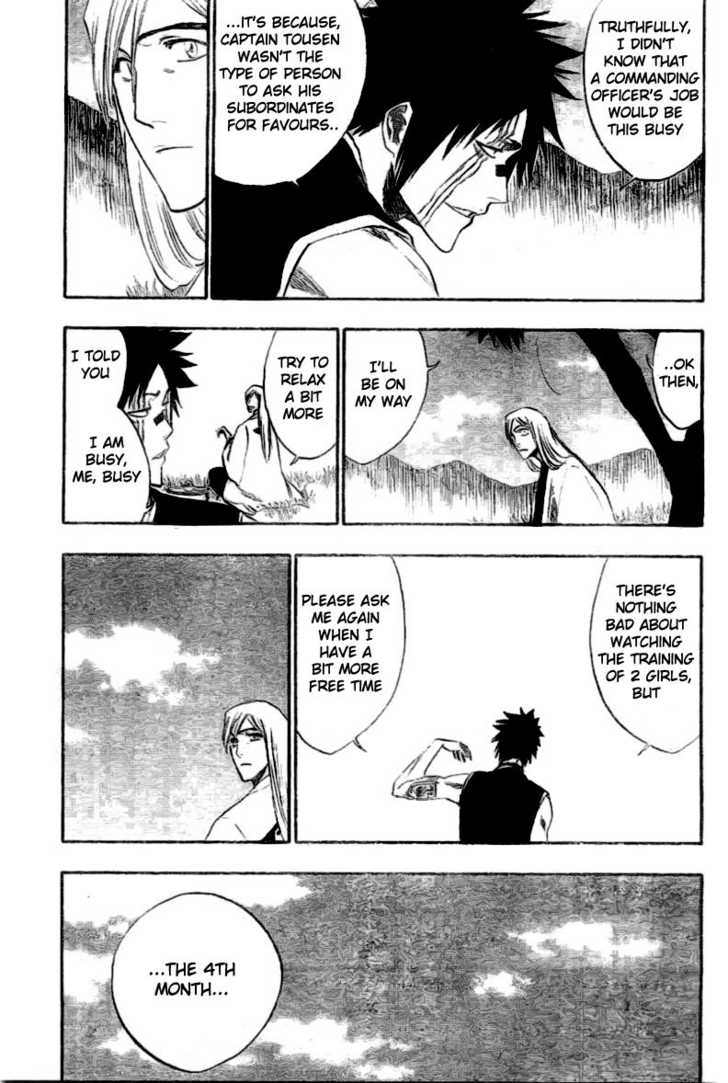 TRUTHFULLY,
I DIDN'T
KNOW THAT
A COMMANDING
OFFICER'S JOB
WOULD BE
THIS BUSY
...IT'S BECAUSE,
CAPTAIN TOUSEN
WASN'T THE
TYPE OF PERSON
TO ASK HIS
SUBORDINATES
FOR FAVOURS..
..OK
THEN,
I'LL
BE ON
MY WAY
TRY TO
RELAX
A BIT
MORE
I TOLD
YOU
I AM
BUSY,
ME, BUSY
THERE'S
NOTHING
BAD ABOUT
WATCHING
THE TRAINING
OF 2 GIRLS,
BUT
PLEASE ASK
ME AGAIN
WHEN I
HAVE A
BIT MORE
FREE TIME
...THE 4TH
MONTH...